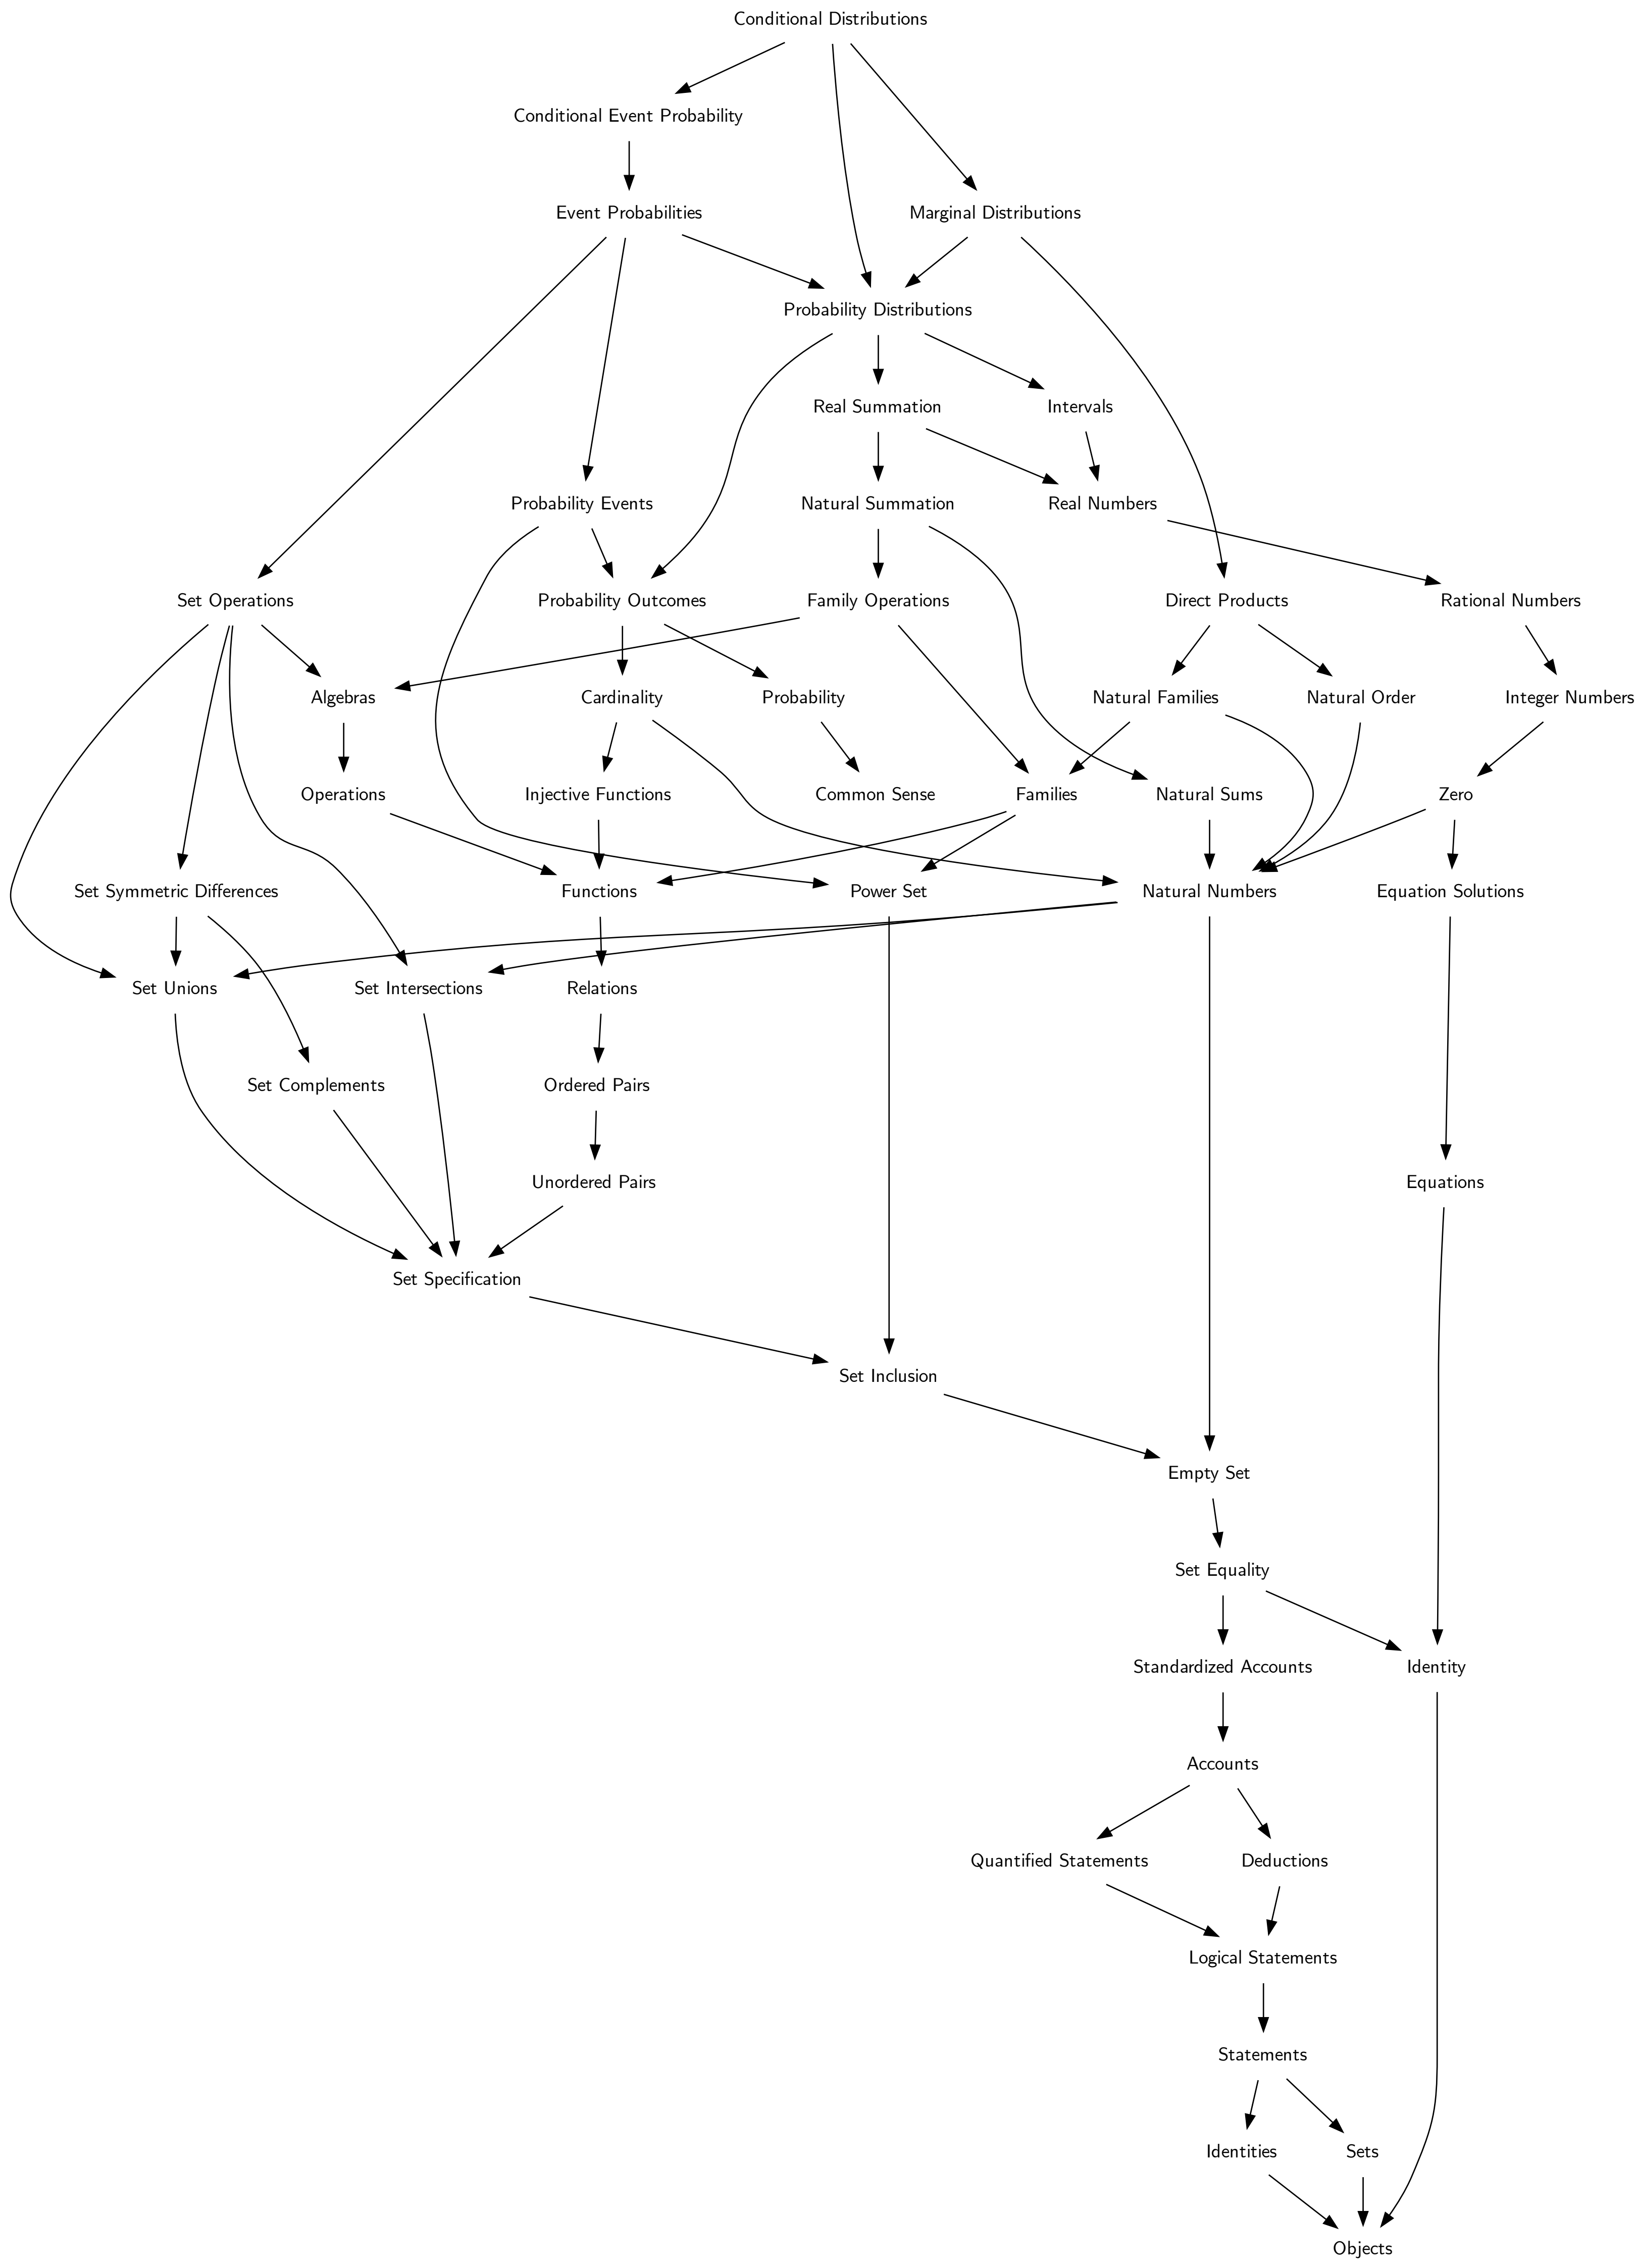 Conditional Distributions
Conditional Event Probability
Event Probabilities
Marginal Distributions
Probability Distributions
Real Summation
Intervals
Probability Events
Natural Summation
Real Numbers
Set Operations
Probability Outcomes
Family Operations
Direct Products
Rational Numbers
Algebras
Cardinality
Probability
Natural Families
Natural Order
Integer Numbers
Operations
Injective Functions
Common Sense
Families
Natural Sums
Zero
Set Symmetric Differences
Functions
Power Set
Natural Numbers
Equation Solutions
Set Unions
Set Intersections
Relations
Set Complements
Ordered Pairs
Unordered Pairs
Equations
Set Specification
Set Inclusion
Empty Set
Set Equality
Standardized Accounts
Identity
Accounts
Quantified Statements
Deductions
Logical Statements
Statements
Identities
Sets
Objects